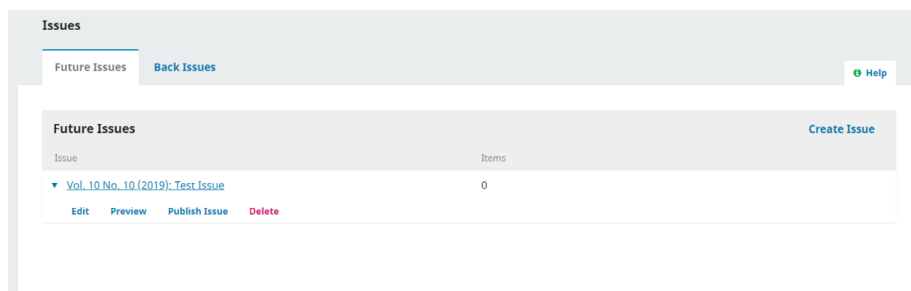 Issues
Future Issues Back Issues
Help
Future Issues Create Issue
Issue Items
Vol. 10 No. 10 (2019): Test Issue 0
Edit Preview Publish Issue Delete